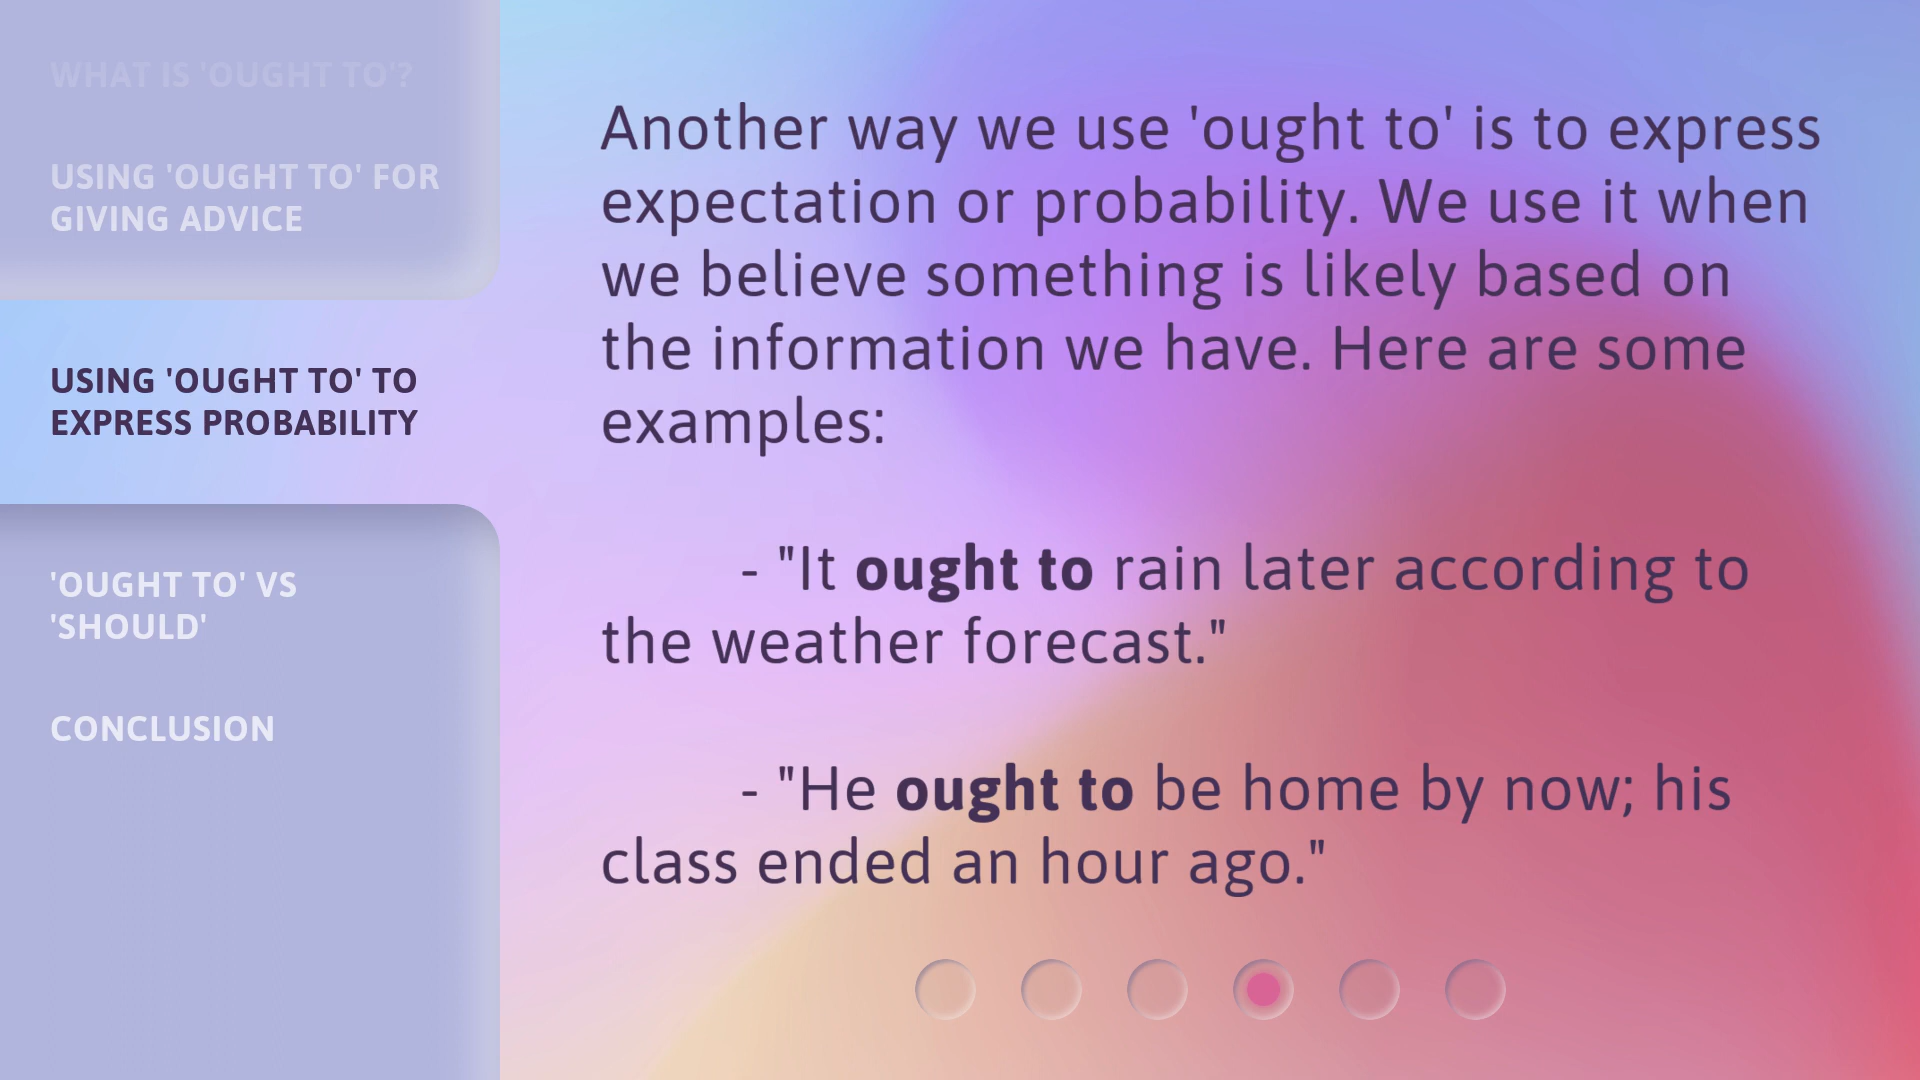 WHAT IS 'OUGHT TO'?
USING 'OUGHT TO' FOR
GIVING ADVICE
USING 'OUGHT TO' TO
EXPRESS PROBABILITY
'OUGHT TO' VS
'SHOULD'
CONCLUSION
Another way we use 'ought to' is to express
expectation or probability. We use it when
we believe something is likely based on
the information we have. Here are some
examples:
- "It ought to rain later according to
the weather forecast."
- "He ought to be home by now; his
class ended an hour ago."